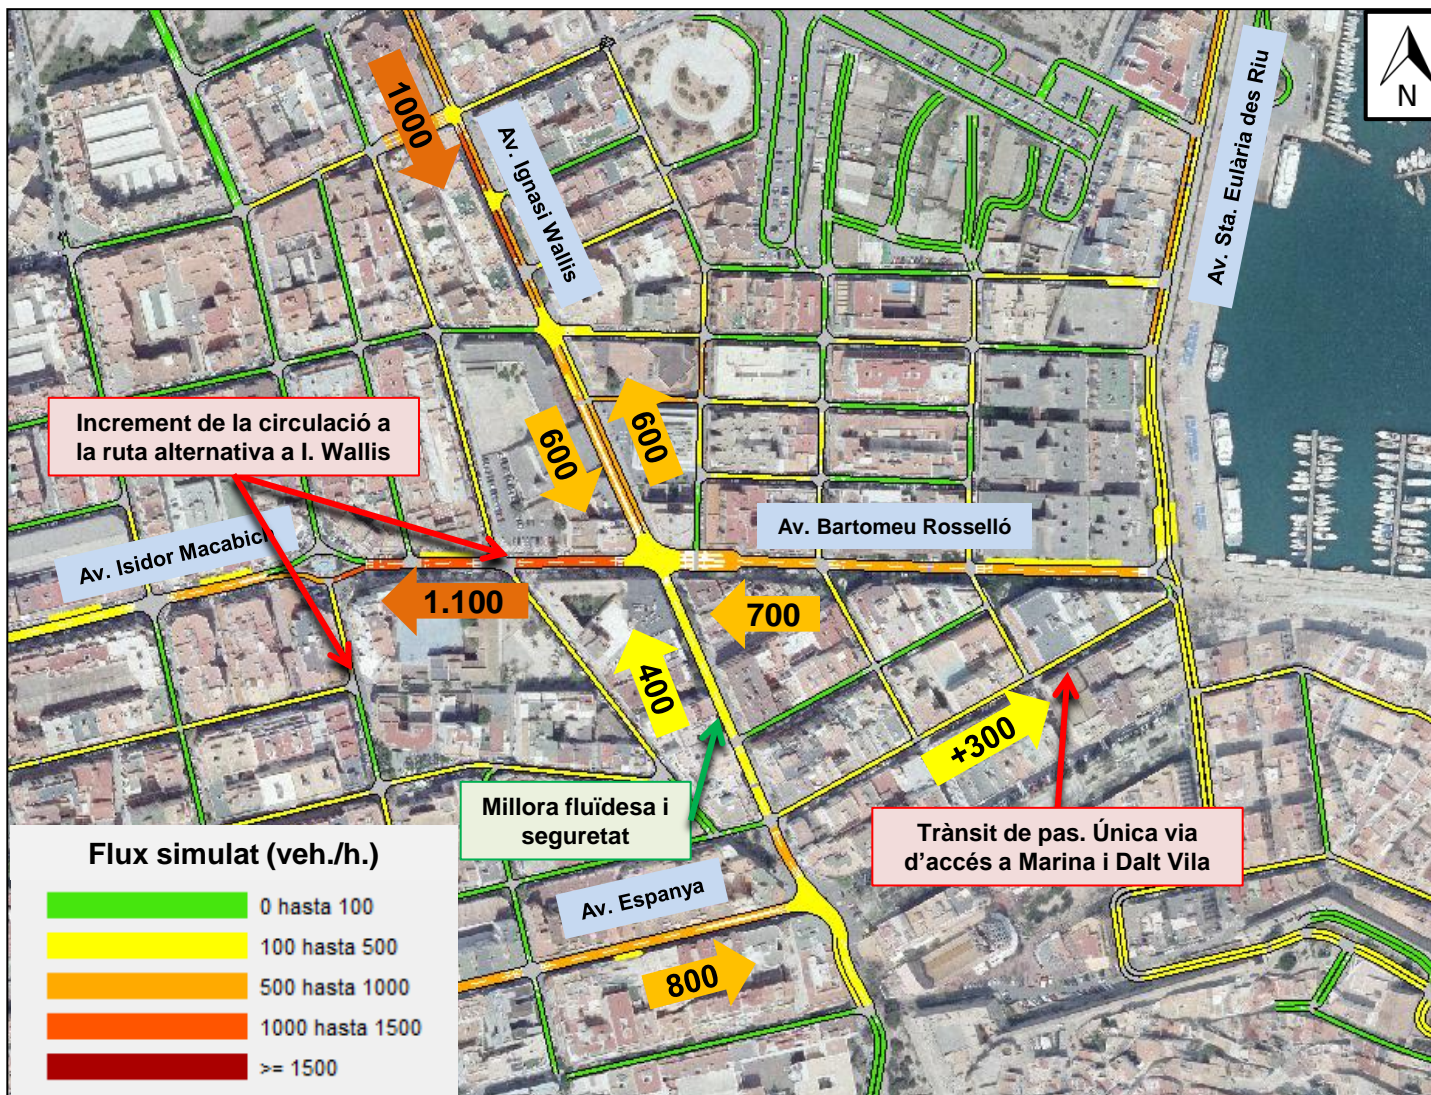 1000
Av. Ignasi Wallis
Av. Sta. Eulària des Riu
N
Increment de la circulació a
la ruta alternativa a I. Wallis
600
600
Av. Isidor Macabich
Av. Bartomeu Rosselló
1.100
700
400
+300
Millora fluïdesa i
seguretat
Trànsit de pas. Única via
d'accés a Marina i Dalt Vila
Av. Espanya
800
Flux simulat (veh./h.)
0 hasta 100
100 hasta 500
500 hasta 1000
1000 hasta 1500
>= 1500